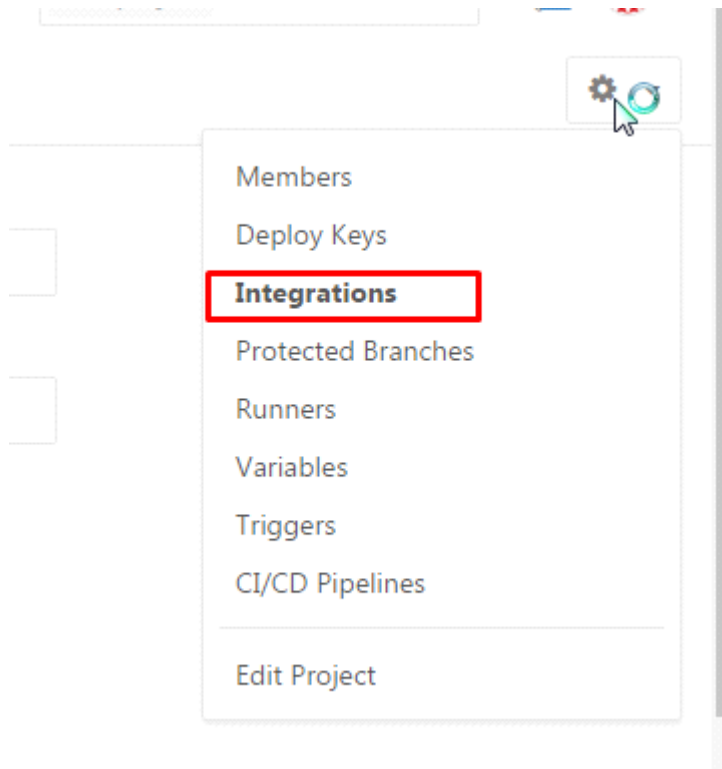 Members
Deploy Keys
Integrations
Protected Branches
Runners
Variables
Triggers
CI/CD Pipelines
Edit Project